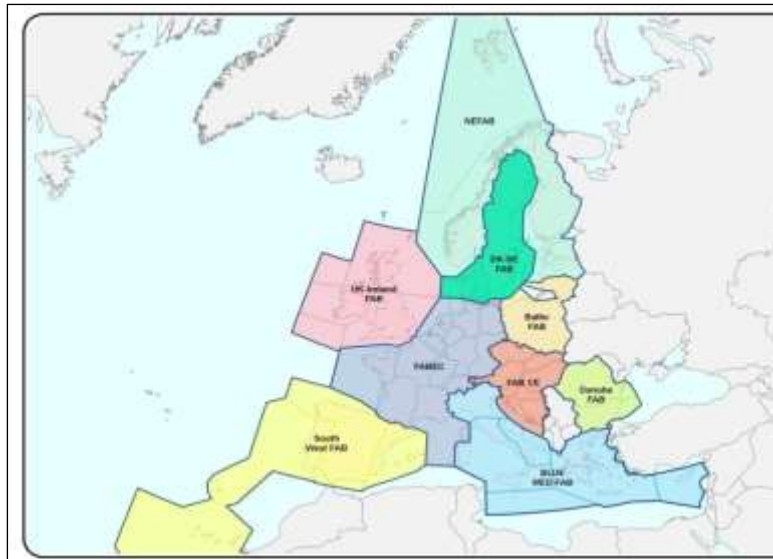 NEFAB
DK-SE
FAB
UK-Ireland
FAB
Baltic
FAB
FABEC
FAB CE
Danube
FAB
South
West FAB
BLUE
MED FAB